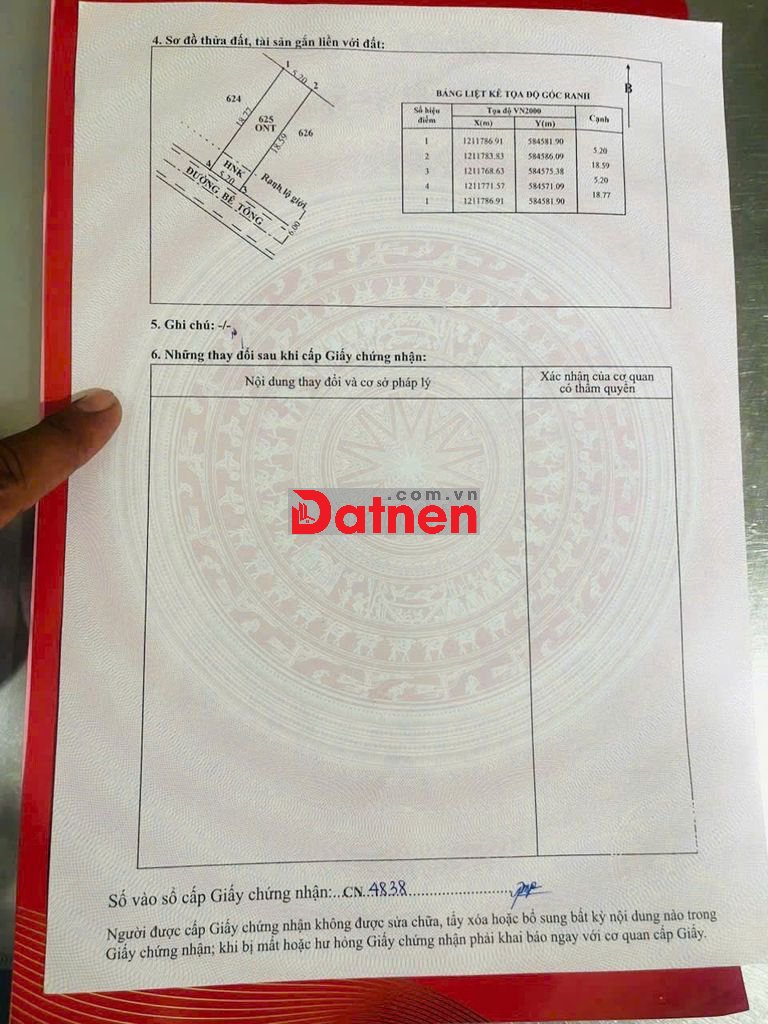 4. Sơ đồ thửa đất, tài sản gắn liền với đất:
1
5.20
2
624
18.77
625
ONT
18.59
626
B
4
HNK
5.20
3
Ranh lộ giới
ĐƯỜNG BÊ TÔNG
6.00
BẢNG LIỆT KÊ TỌA ĐỘ GÓC RANH
Số hiệu điểm Tọa độ VN2000 Cạnh
X(m) Y(m)
1 1211786.91 584581.90
5.20
2 1211783.83 584586.09
18.59
3 1211768.63 584575.38
5.20
4 1211771.57 584571.09
18.77
1 1211786.91 584581.90
5. Ghi chú: -/-
6. Những thay đổi sau khi cấp Giấy chứng nhận:
Nội dung thay đổi và cơ sở pháp lý
Xác nhận của cơ quan
có thẩm quyền
.com.vn
Datnen
Số vào sổ cấp Giấy chứng nhận:...CN.4838
Người được cấp Giấy chứng nhận không được sửa chữa, tẩy xóa hoặc bổ sung bất kỳ nội dung nào trong
Giấy chứng nhận; khi bị mất hoặc hư hỏng Giấy chứng nhận phải khai báo ngay với cơ quan cấp Giấy.